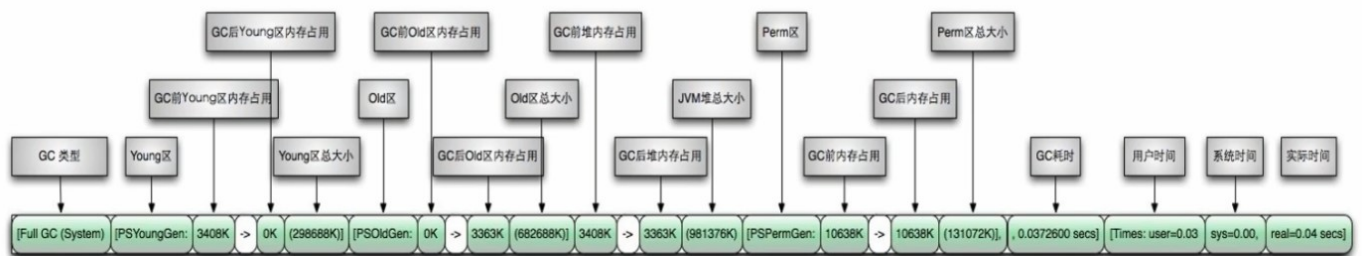 GC后Young区内存占用 GC前Old区内存占用 GC前堆内存占用 Perm区 Perm区总大小
GC前Young区内存占用 Old区 Old区总大小 JVM堆总大小 GC后内存占用
GC 类型 Young区 Young区总大小 GC后Old区内存占用 GC后堆内存占用 GC前内存占用 GC耗时 用户时间 系统时间 实际时间
[Full GC (System) [PSYoungGen: 3408K -> 0K (298688K)] [PSOldGen: 0K -> 3363K (682688K)] 3408K -> 3363K (981376K) [PSPermGen: 10638K -> 10638K (131072K)], , 0.0372600 secs] [Times: user=0.03 sys=0.00, real=0.04 secs]